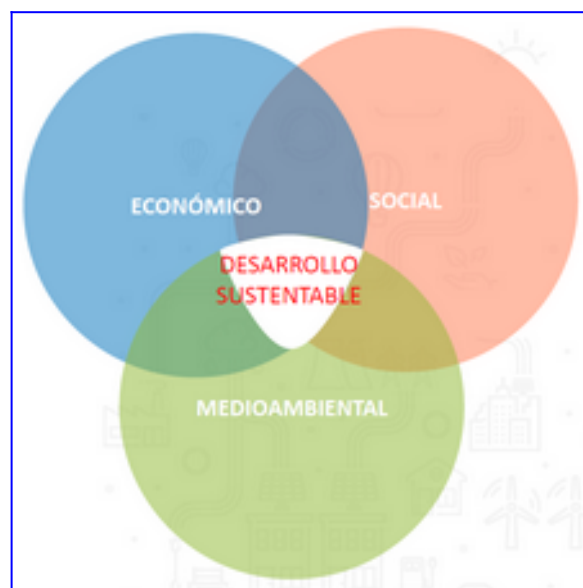 ECONÓMICO
SOCIAL
DESARROLLO
SUSTENTABLE
MEDIOAMBIENTAL